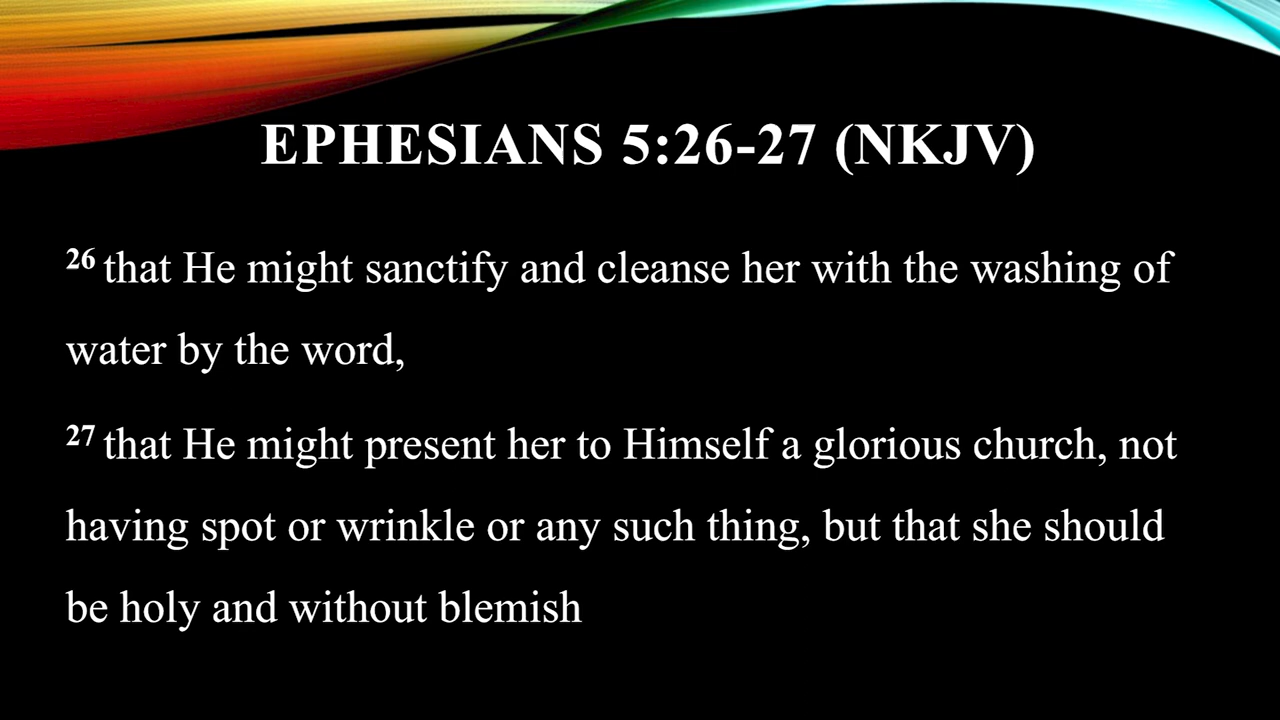 EPHESIANS 5:26-27 (NKJV)
26 that He might sanctify and cleanse her with the washing of
water by the word,
27 that He might present her to Himself a glorious church, not
having spot or wrinkle or any such thing, but that she should
be holy and without blemish